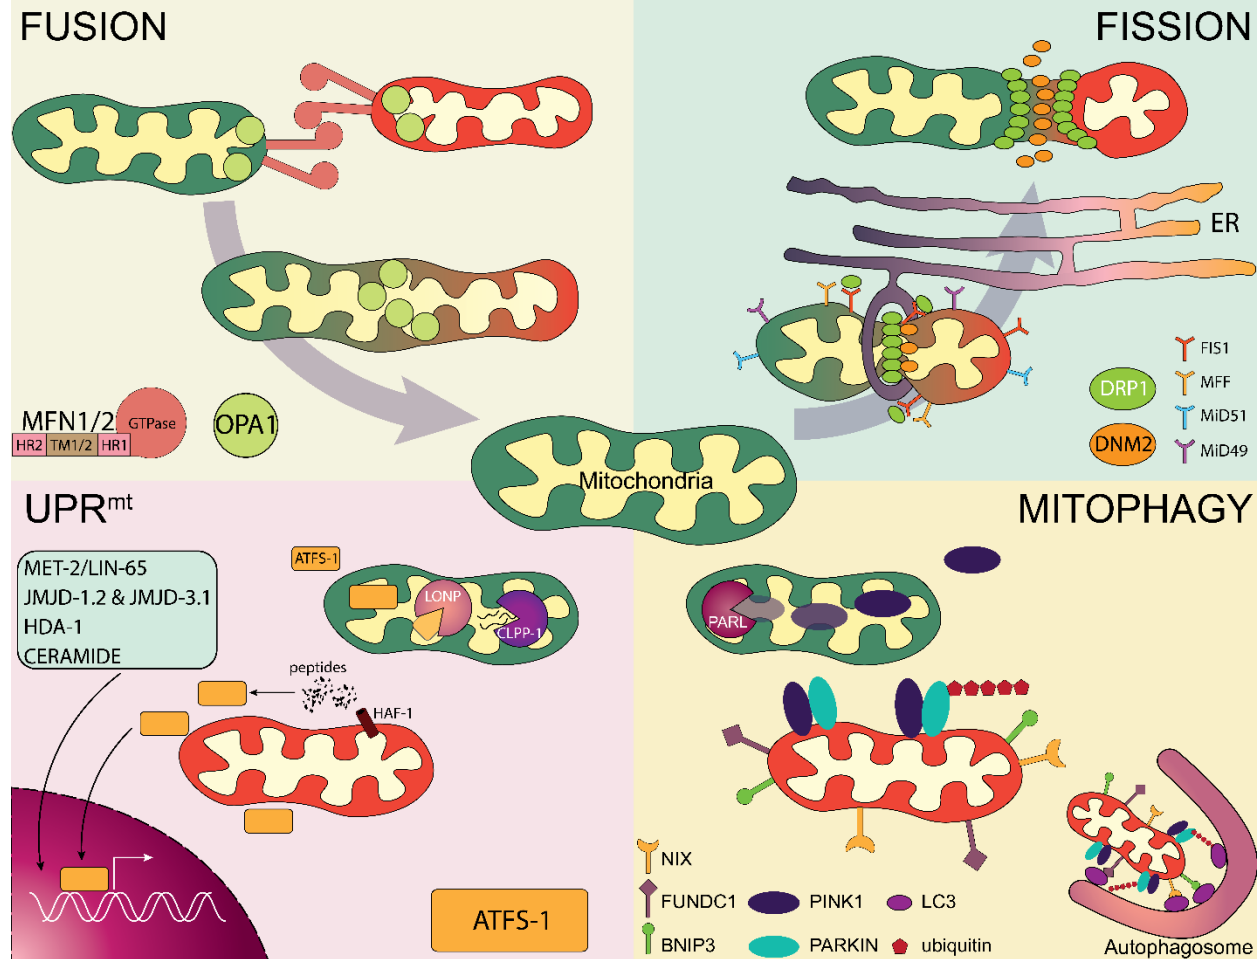 FUSION
MFN1/2
GTPase
HR2 TM1/2 HR1
OPA1
FISSION
ER
DRP1
DNM2
FIS1
MFF
MiD51
MiD49
Mitochondria
UPRmt
MET-2/LIN-65
JMJD-1.2 & JMJD-3.1
HDA-1
CERAMIDE
ATFS-1
LONP
CLPP-1
peptides
HAF-1
ATFS-1
MITOPHAGY
PARL
NIX
FUNDC1
BNIP3
PINK1
PARKIN
LC3
ubiquitin
Autophagosome